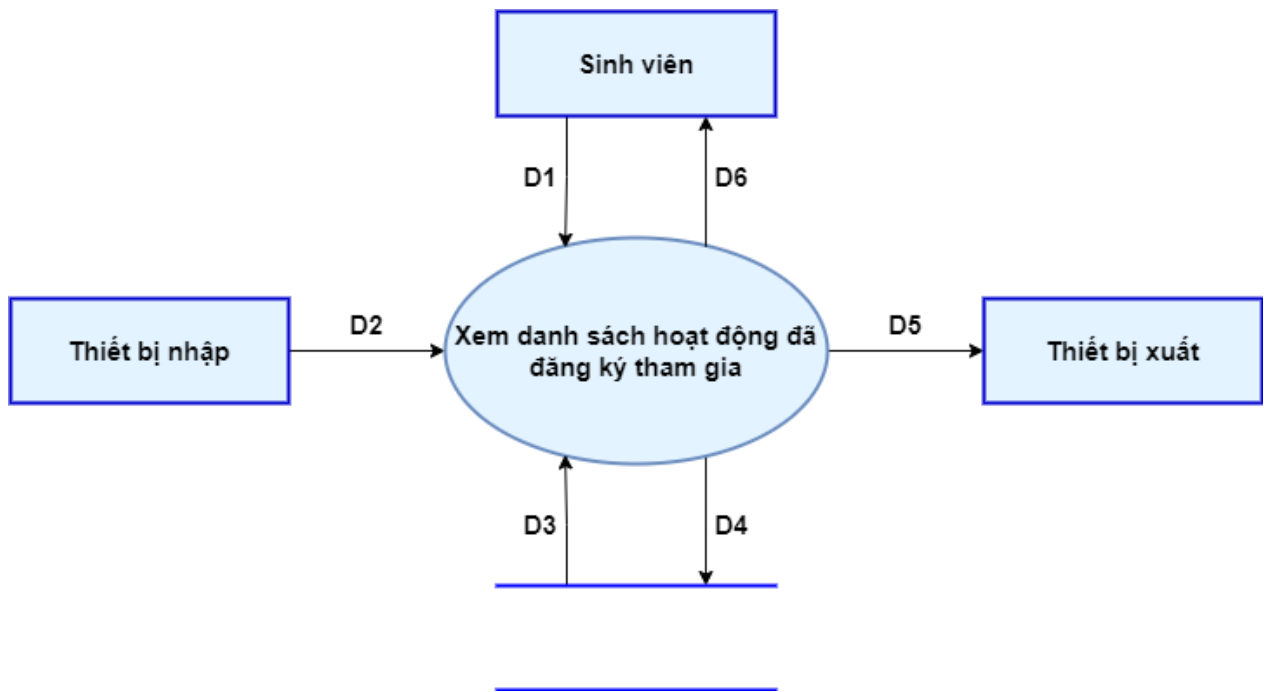 Sinh viên
D1
D6
Thiết bị nhập
D2
Xem danh sách hoạt động đã
đăng ký tham gia
D5
Thiết bị xuất
D3
D4